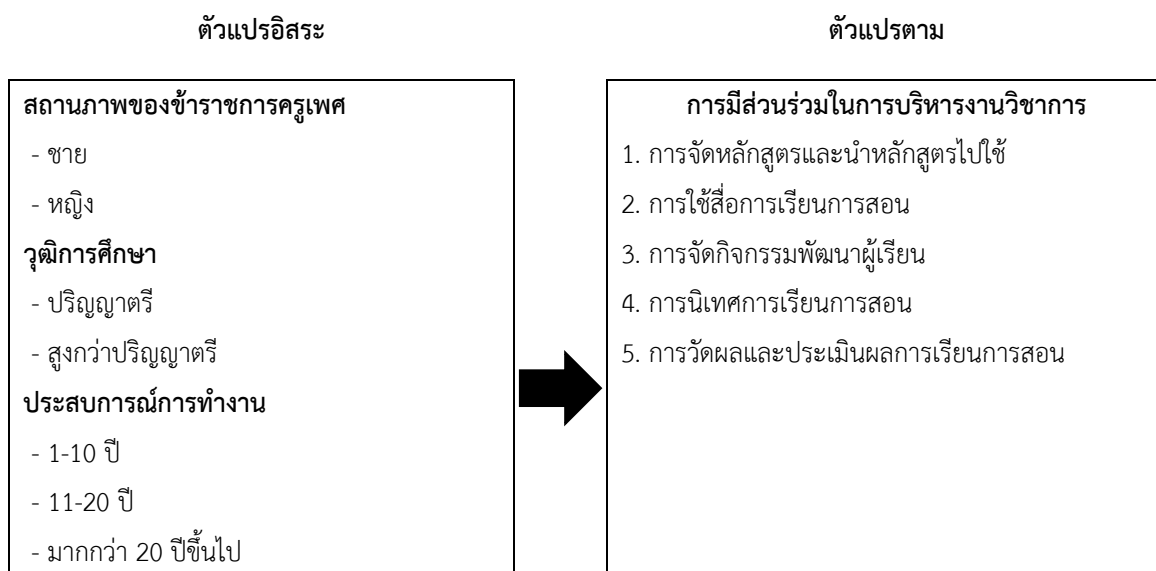 ตัวแปรอิสระ
ตัวแปรตาม
สถานภาพของข้าราชการครูเพศ
- ชาย
- หญิง
วุฒิการศึกษา
- ปริญญาตรี
- สูงกว่าปริญญาตรี
ประสบการณ์การทำงาน
- 1-10 ปี
- 11-20 ปี
- มากกว่า 20 ปีขึ้นไป
การมีส่วนร่วมในการบริหารงานวิชาการ
1. การจัดหลักสูตรและนำหลักสูตรไปใช้
2. การใช้สื่อการเรียนการสอน
3. การจัดกิจกรรมพัฒนาผู้เรียน
4. การนิเทศการเรียนการสอน
5. การวัดผลและประเมินผลการเรียนการสอน